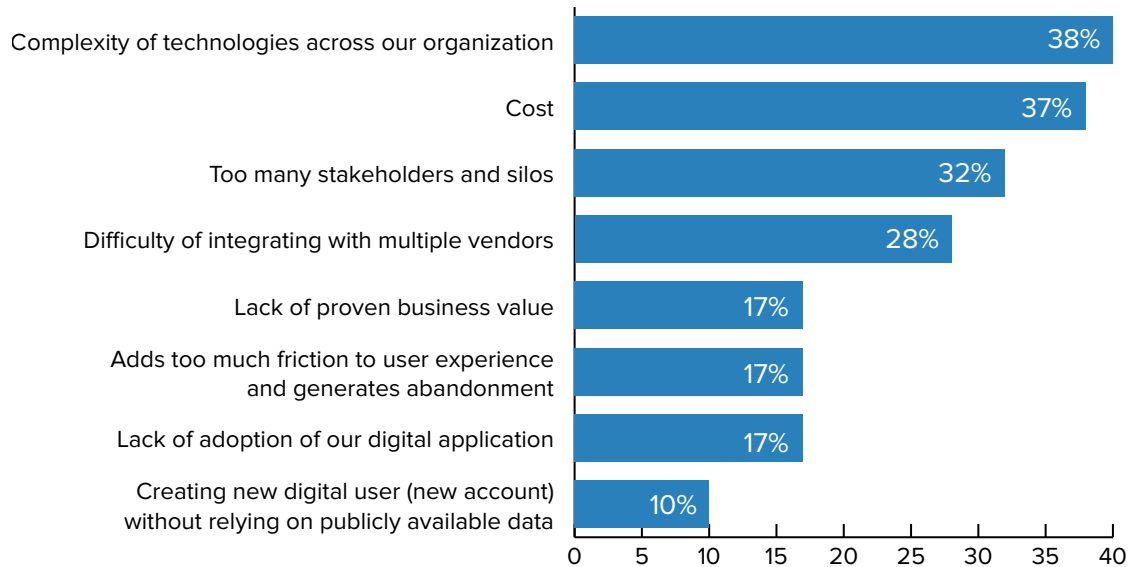 Complexity of technologies across our organization 38%
Cost 37%
Too many stakeholders and silos 32%
Difficulty of integrating with multiple vendors 28%
Lack of proven business value 17%
Adds too much friction to user experience
and generates abandonment 17%
Lack of adoption of our digital application 17%
Creating new digital user (new account)
without relying on publicly available data 10%
0 5 10 15 20 25 30 35 40